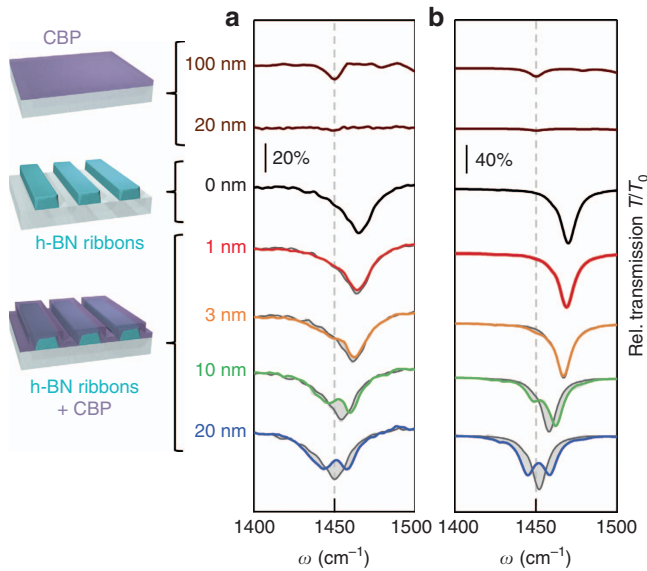 CBP
h-BN ribbons
h-BN ribbons
+ CBP
a
100 nm
20 nm
20%
0 nm
1 nm
3 nm
10 nm
20 nm
1400
1450
1500
ω (cm⁻¹)
b
40%
1400
1450
1500
ω (cm⁻¹)
Rel. transmission T/T₀